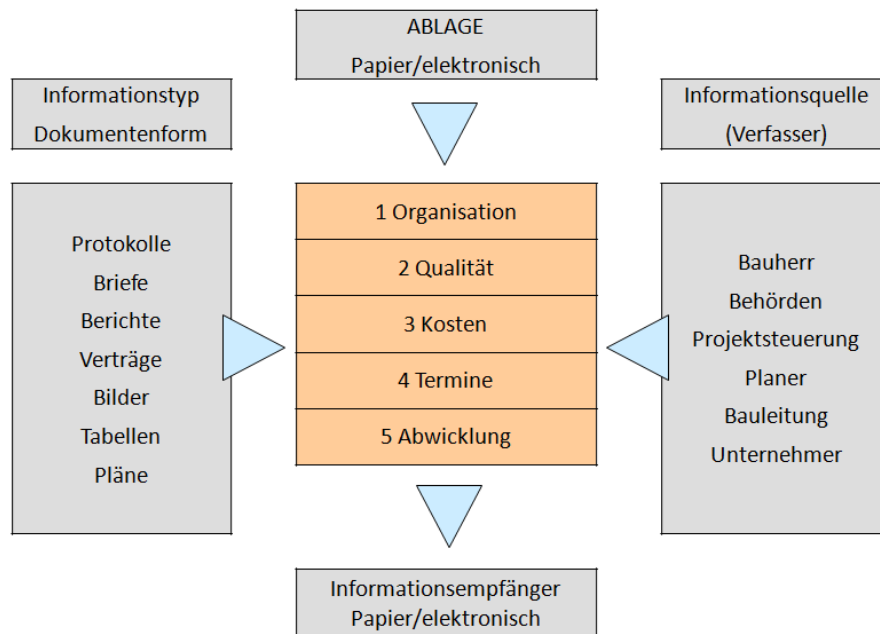 ABLAGE
Papier/elektronisch
Informationstyp
Dokumentenform
Informationsquelle
(Verfasser)
Protokolle
Briefe
Berichte
Verträge
Bilder
Tabellen
Pläne
1 Organisation
2 Qualität
3 Kosten
4 Termine
5 Abwicklung
Bauherr
Behörden
Projektsteuerung
Planer
Bauleitung
Unternehmer
Informationsempfänger
Papier/elektronisch